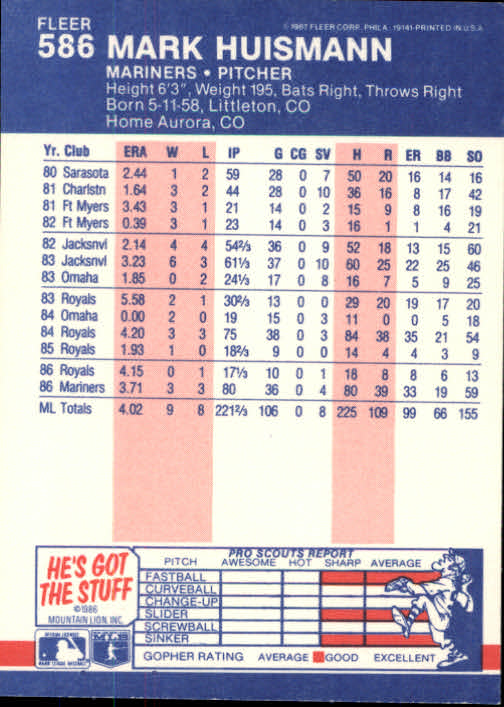 FLEER
© 1987 FLEER CORP. PHILA. 19141-PRINTED IN U.S.A.
586 MARK HUISMANN
MARINERS • PITCHER
Height 6'3", Weight 195, Bats Right, Throws Right
Born 5-11-58, Littleton, CO
Home Aurora, CO
Yr. Club ERA W L IP G CG SV H R ER BB SO
80 Sarasota 2.44 1 2 59 28 0 7 50 20 16 14 16
81 Charlstn 1.64 3 2 44 28 0 10 36 16 8 17 42
81 Ft Myers 3.43 3 1 21 14 0 2 15 9 8 16 19
82 Ft Myers 0.39 3 1 23 14 0 3 16 1 1 4 21
82 Jacksnvl 2.14 4 4 54⅔ 36 0 9 52 18 13 15 60
83 Jacksnvl 3.23 6 3 61⅓ 37 0 10 60 25 22 25 46
83 Omaha 1.85 0 2 24⅓ 17 0 8 16 7 5 9 25
83 Royals 5.58 2 1 30⅔ 13 0 0 29 20 19 17 20
84 Omaha 0.00 2 0 19 15 0 3 11 0 0 5 18
84 Royals 4.20 3 3 75 38 0 3 84 38 35 21 54
85 Royals 1.93 1 0 18⅔ 9 0 0 14 4 4 3 9
86 Royals 4.15 0 1 17⅓ 10 0 1 18 8 8 6 13
86 Mariners 3.71 3 3 80 36 0 4 80 39 33 19 59
ML Totals 4.02 9 8 221⅔ 106 0 8 225 109 99 66 155
HE'S GOT
THE STUFF
©1986
MOUNTAIN LION, INC.
PRO SCOUTS REPORT
PITCH AWESOME HOT SHARP AVERAGE
FASTBALL
CURVEBALL
CHANGE-UP
SLIDER
SCREWBALL
SINKER
GOPHER RATING AVERAGE GOOD EXCELLENT
OFFICIAL LICENSEE
MAJOR LEAGUE BASEBALL
MLB